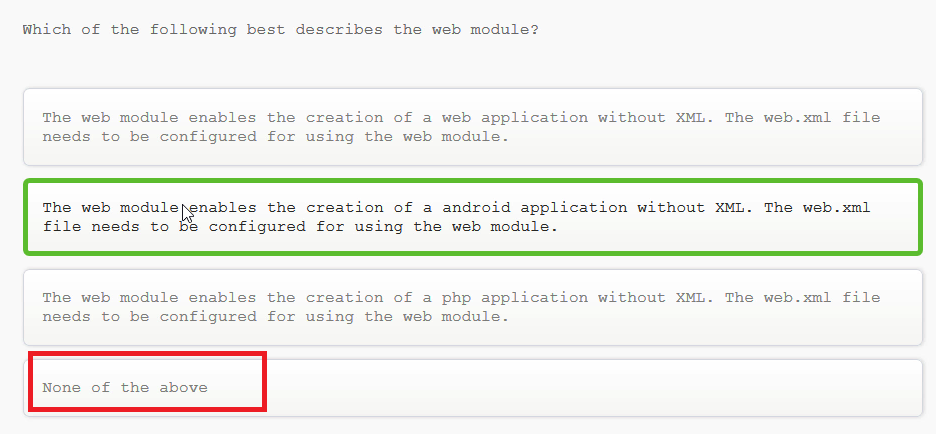 Which of the following best describes the web module?
The web module enables the creation of a web application without XML. The web.xml file
needs to be configured for using the web module.
The web module enables the creation of a android application without XML. The web.xml
file needs to be configured for using the web module.
The web module enables the creation of a php application without XML. The web.xml file
needs to be configured for using the web module.
None of the above